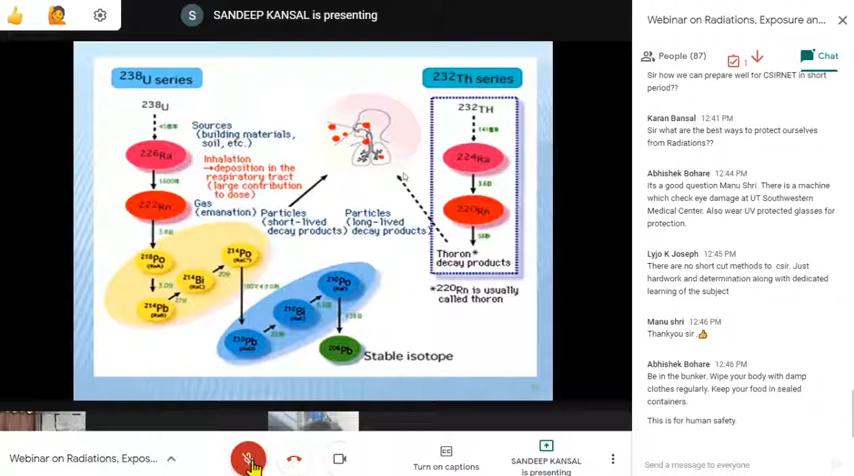 SANDEEP KANSAL is presenting
S
238U series
232Th series
238U
226Ra
1600年
222Rn
Sources
(building materials,
soil, etc.)
Inhalation
→deposition in the
respiratory tract
(large contribution
to dose)
Gas
(emanation)
Particles
(short-lived
decay products)
Particles
(long-lived
decay products)
232TH
224Ra
220Rn
Thoron*
decay products
*220Rn is usually
called thoron
218Po
214Pb
214Bi
214Po
210Pb
210Bi
210Po
206Pb
Stable isotope
Webinar on Radiations, Expos...
Turn on captions
SANDEEP KANSAL
is presenting
Webinar on Radiations, Exposure an...
People (87)
1
Chat
Sir how we can prepare well for CSIRNET in short
period??
Karan Bansal 12:41 PM
Sir what are the best ways to protect ourselves
from Radiations??
Abhishek Bohare 12:44 PM
Its a good question Manu Shri. There is a machine
which check eye damage at UT Southwestern
Medical Center. Also wear UV protected glasses for
protection.
Lyjo K Joseph 12:45 PM
There are no short cut methods to csir. Just
hardwork and determination along with dedicated
learning of the subject
Manu shri 12:46 PM
Thankyou sir 👍
Abhishek Bohare 12:46 PM
Be in the bunker. Wipe your body with damp
clothes regularly. Keep your food in sealed
containers.
This is for human safety.
Send a message to everyone